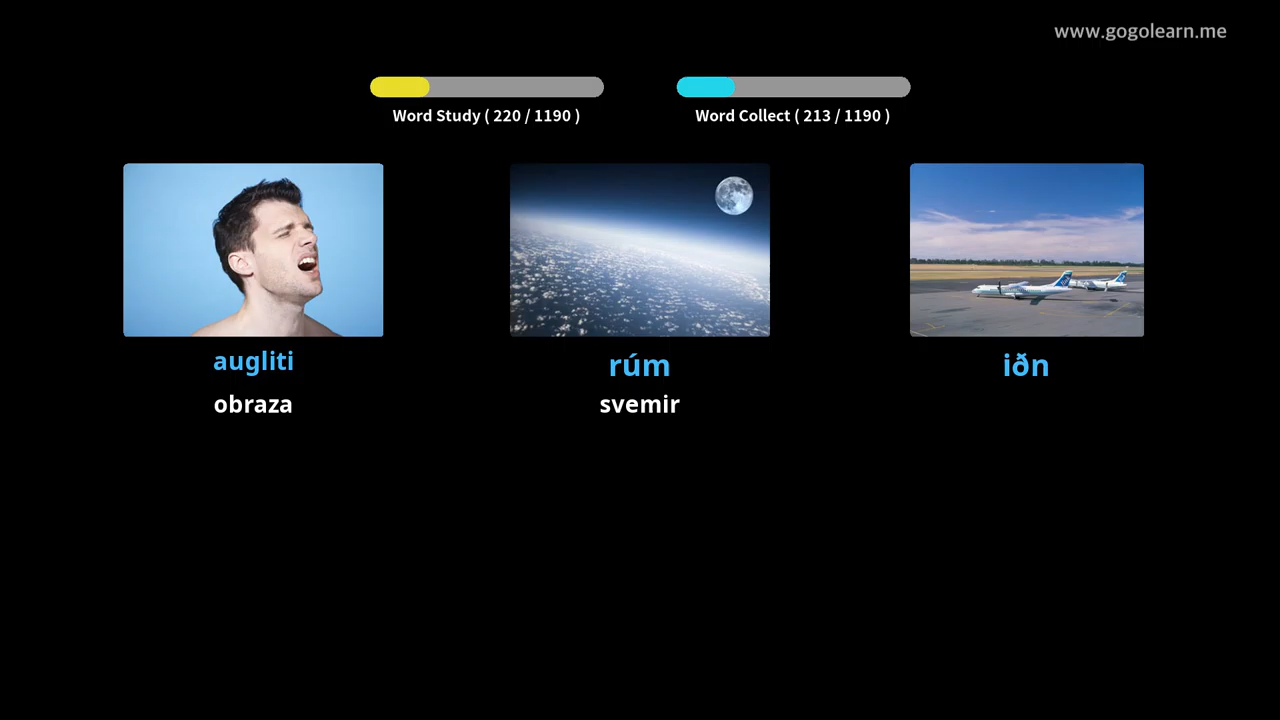 www.gogolearn.me
Word Study ( 220 / 1190 )
Word Collect ( 213 / 1190 )
augliti
rúm
iðn
obraza
svemir